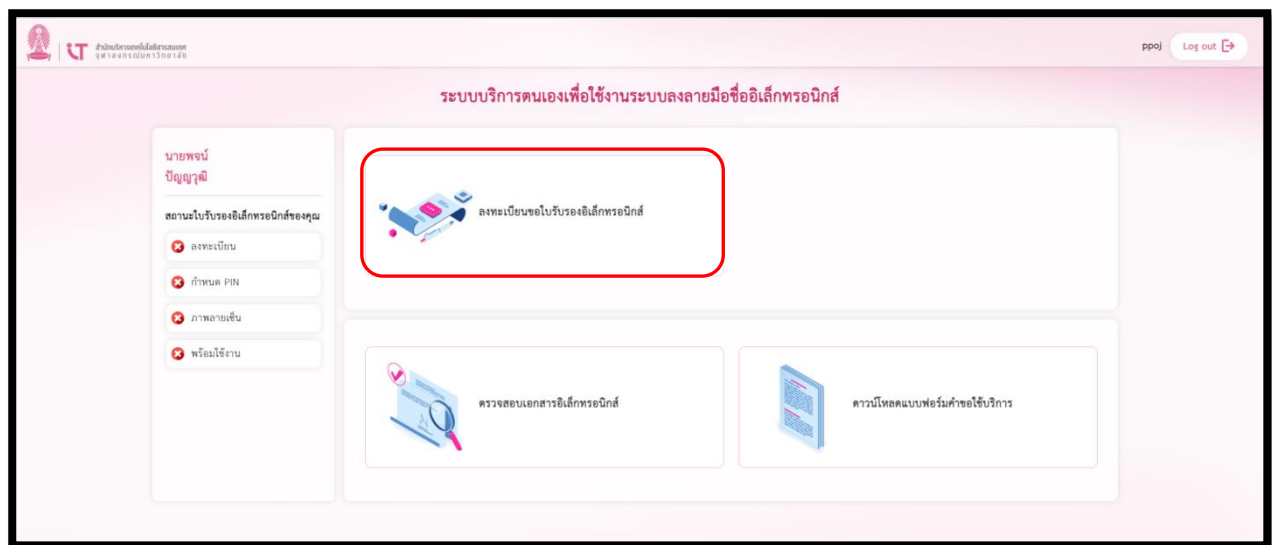 สำนักบริหารเทคโนโลยีสารสนเทศ
จุฬาลงกรณ์มหาวิทยาลัย
ppoj
Log out
ระบบบริการตนเองเพื่อใช้งานระบบลงลายมือชื่ออิเล็กทรอนิกส์
นายพจน์
ปัญญาวุฒิ
สถานะใบรับรองอิเล็กทรอนิกส์ของคุณ
ลงทะเบียน
กำหนด PIN
ภาพลายเซ็น
พร้อมใช้งาน
ลงทะเบียนขอใบรับรองอิเล็กทรอนิกส์
ตรวจสอบเอกสารอิเล็กทรอนิกส์
ดาวน์โหลดแบบฟอร์มคำขอใช้บริการ